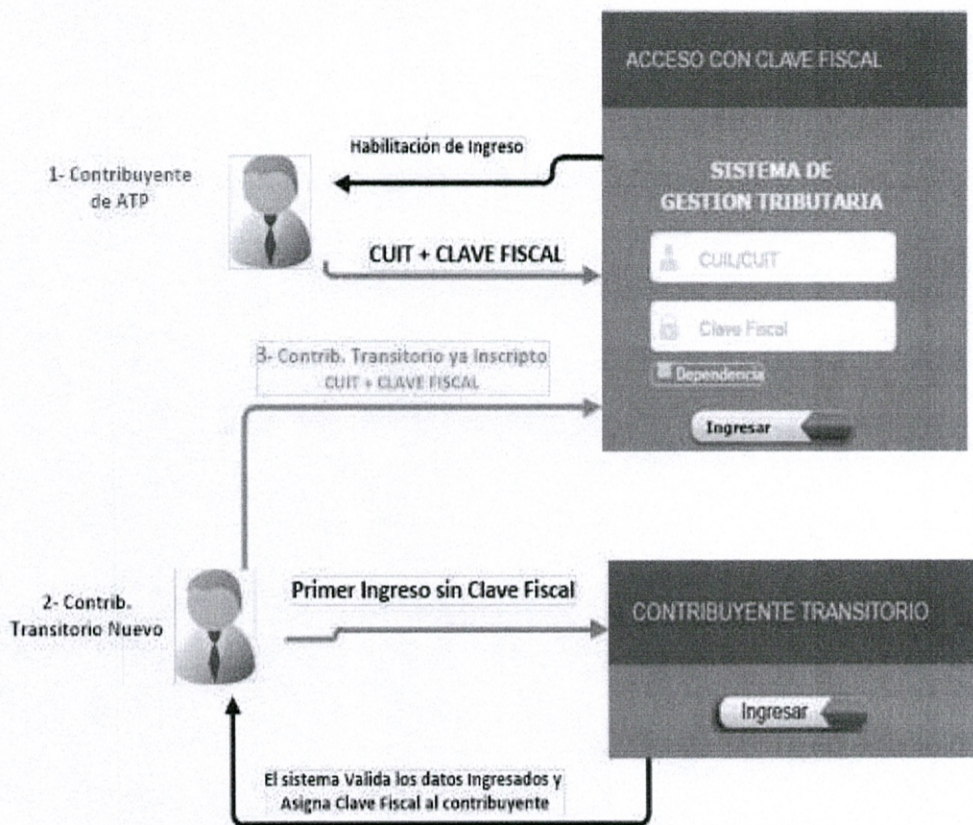 ACCESO CON CLAVE FISCAL
Habilitación de Ingreso
1- Contribuyente
de ATP
SISTEMA DE
GESTION TRIBUTARIA
CUIT + CLAVE FISCAL
CUIL/CUIT
Clave Fiscal
3- Contrib. Transitorio ya Inscripto
CUIT + CLAVE FISCAL
Dependencia
Ingresar
2- Contrib.
Transitorio Nuevo
Primer Ingreso sin Clave Fiscal
CONTRIBUYENTE TRANSITORIO
Ingresar
El sistema Valida los datos Ingresados y
Asigna Clave Fiscal al contribuyente